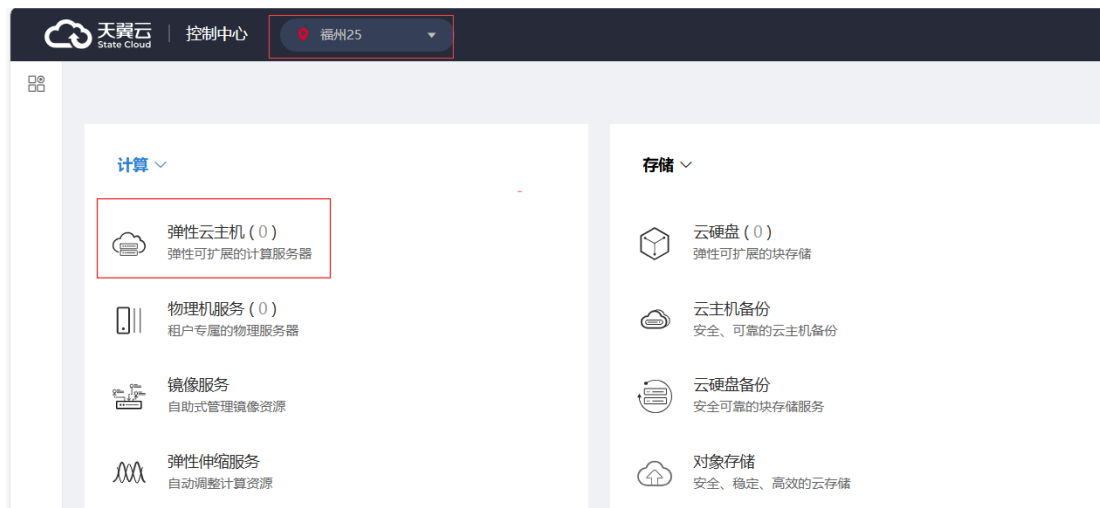 天翼云
State Cloud
控制中心
福州25
计算
弹性云主机 ( 0 )
弹性可扩展的计算服务器
物理机服务 ( 0 )
租户专属的物理服务器
镜像服务
自助式管理镜像资源
弹性伸缩服务
自动调整计算资源
存储
云硬盘 ( 0 )
弹性可扩展的块存储
云主机备份
安全、可靠的云主机备份
云硬盘备份
安全可靠的块存储服务
对象存储
安全、稳定、高效的云存储